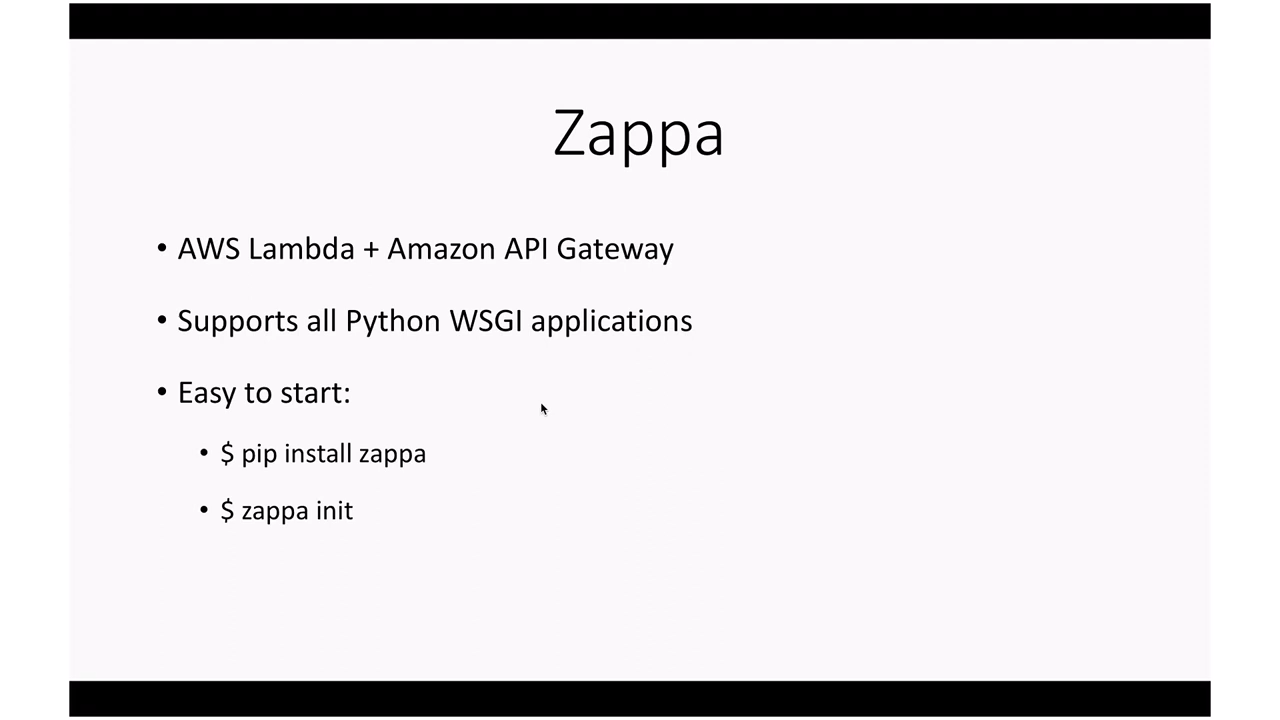 Zappa
• AWS Lambda + Amazon API Gateway
• Supports all Python WSGI applications
• Easy to start:
• $ pip install zappa
• $ zappa init